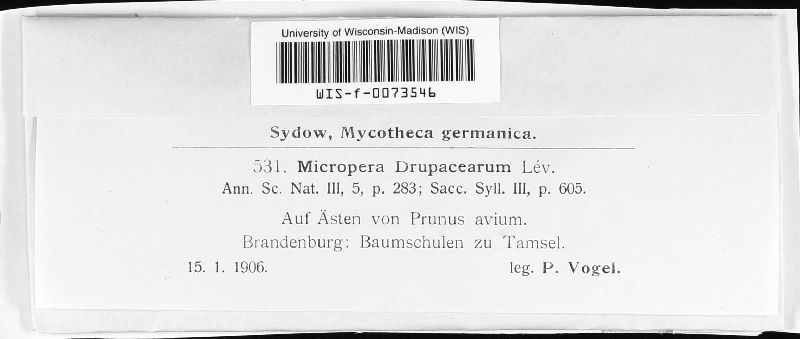 University of Wisconsin-Madison (WIS)
WIS-f-0073546
Sydow, Mycotheca germanica.
531. Micropera Drupacearum Lév.
Ann. Sc. Nat. III, 5, p. 283; Sacc. Syll. III, p. 605.
Auf Ästen von Prunus avium.
Brandenburg: Baumschulen zu Tamsel.
15. 1. 1906. leg. P. Vogel.